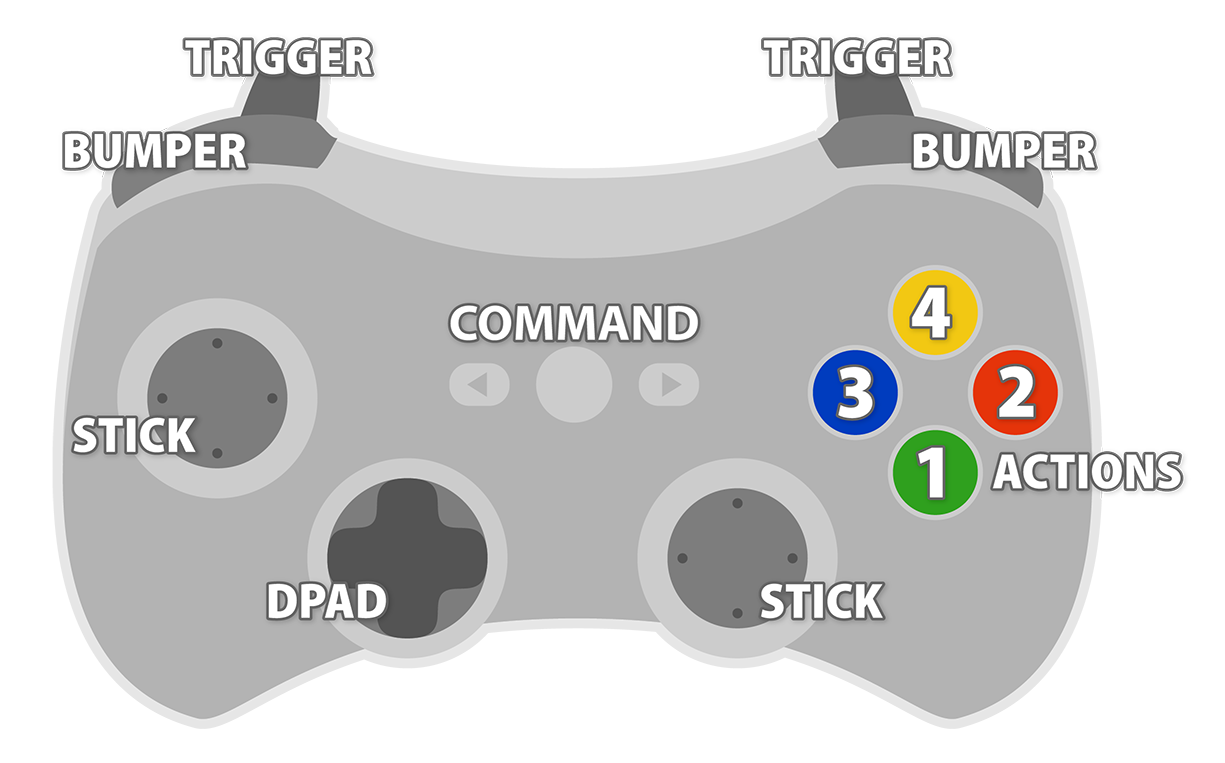 TRIGGER
TRIGGER
BUMPER
BUMPER
COMMAND
4
3
2
STICK
1
ACTIONS
DPAD
STICK